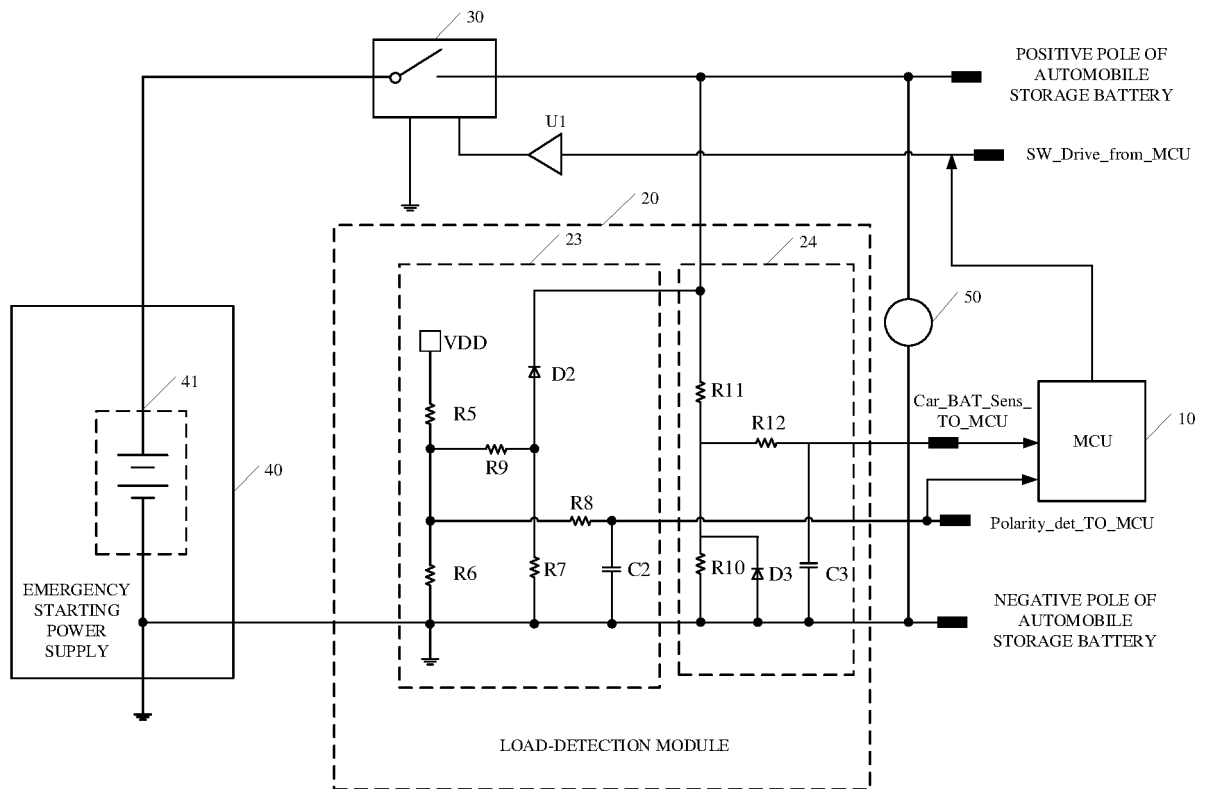 30
POSITIVE POLE OF
AUTOMOBILE
STORAGE BATTERY
U1
SW_Drive_from_MCU
20
23
24
50
VDD
D2
R5
R11
41
Car_BAT_Sens_
TO_MCU
10
R12
MCU
R9
40
R8
Polarity_det_TO_MCU
R6
R7
C2
R10
D3
C3
EMERGENCY
STARTING
POWER
SUPPLY
NEGATIVE POLE OF
AUTOMOBILE
STORAGE BATTERY
LOAD-DETECTION MODULE